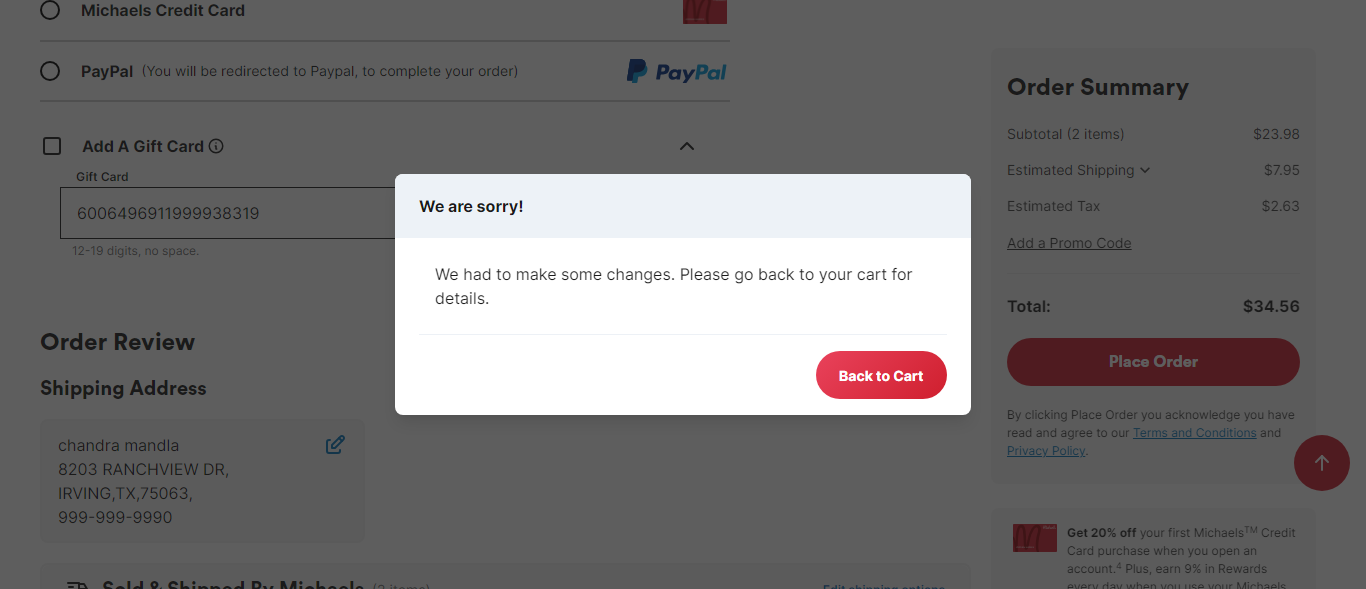 Michaels Credit Card
PayPal (You will be redirected to Paypal, to complete your order)
PayPal
Add A Gift Card
Gift Card
6006496911999938319
12-19 digits, no space.
We are sorry!
We had to make some changes. Please go back to your cart for
details.
Back to Cart
Order Review
Shipping Address
chandra mandla
8203 RANCHVIEW DR,
IRVING,TX,75063,
999-999-9990
Sold & Shipped By Michaels (2 items)
Edit shipping options
Order Summary
Subtotal (2 items) $23.98
Estimated Shipping $7.95
Estimated Tax $2.63
Add a Promo Code
Total: $34.56
Place Order
By clicking Place Order you acknowledge you have
read and agree to our Terms and Conditions and
Privacy Policy.
Get 20% off your first Michaels™ Credit
Card purchase when you open an
account.⁴ Plus, earn 9% in Rewards
every day when you use your Michaels